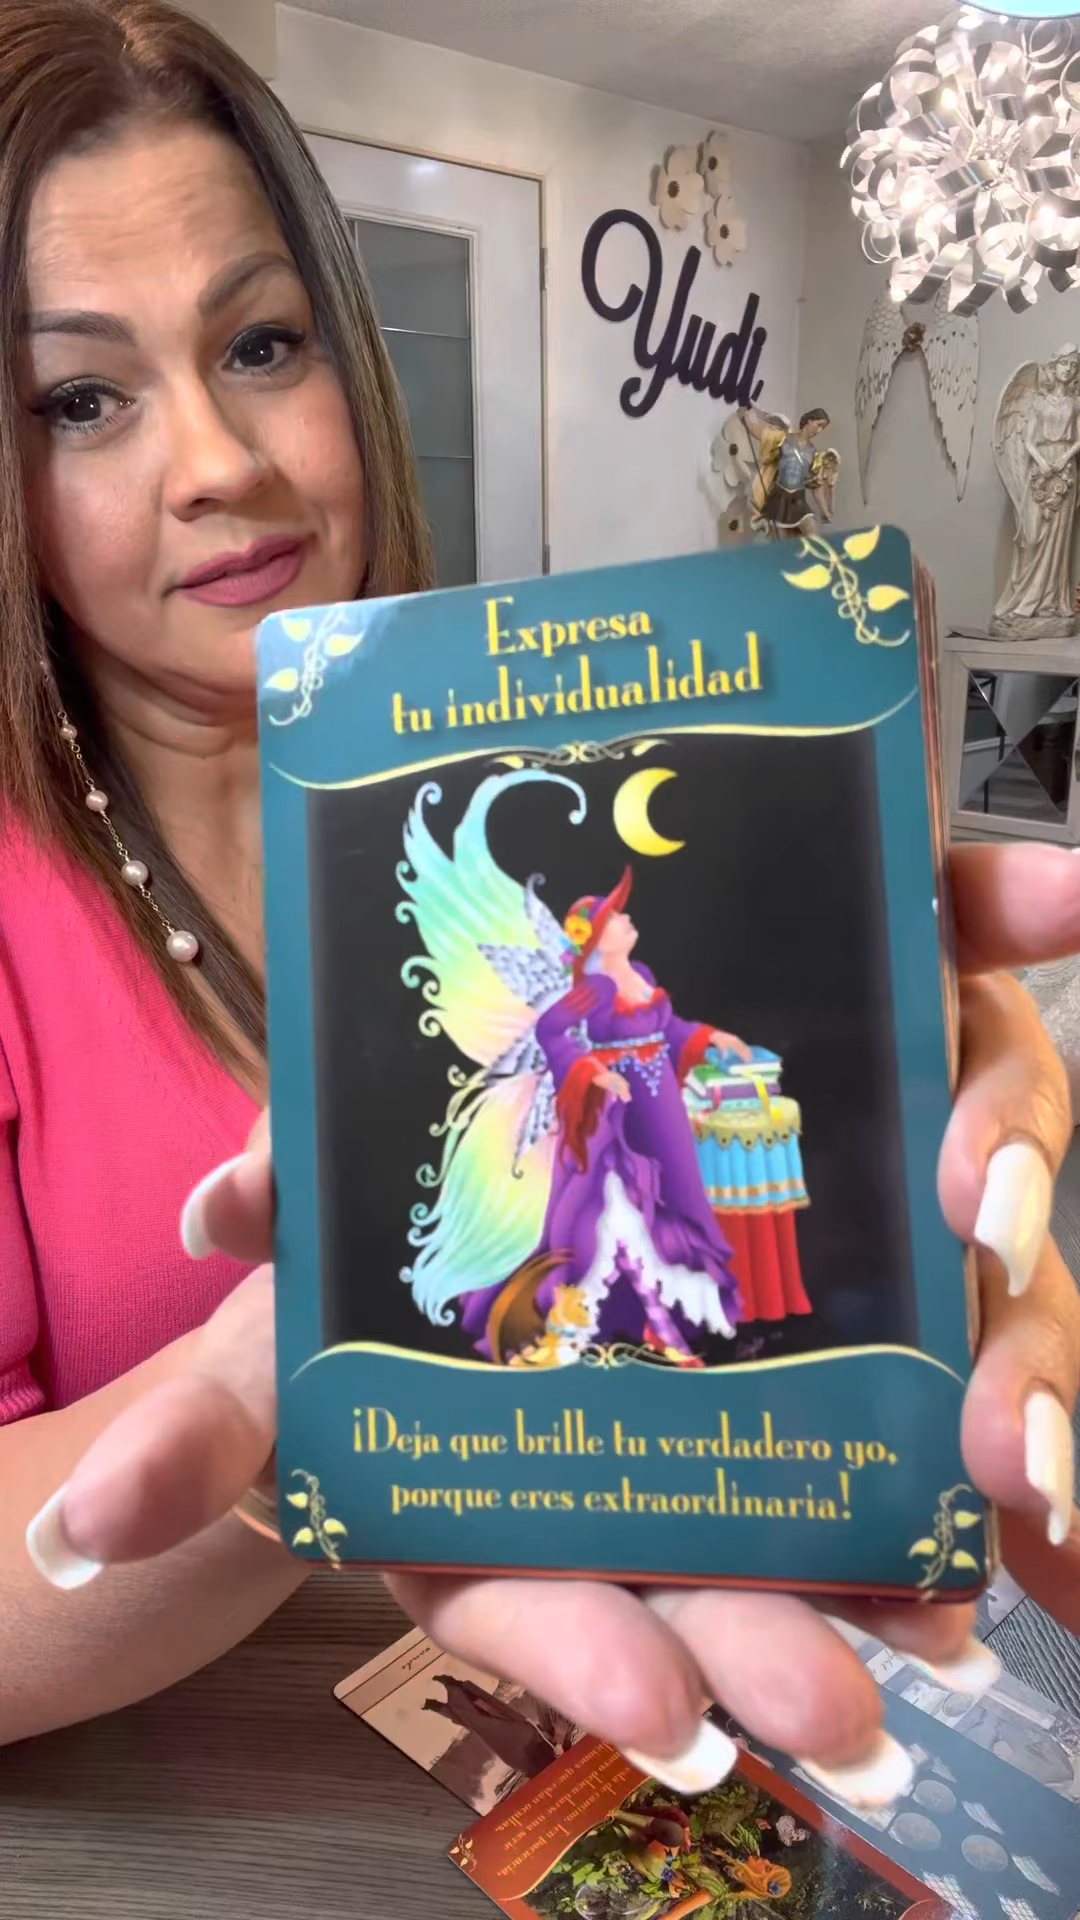 Yudi
Expresa
tu individualidad
¡Deja que brille tu verdadero yo,
porque eres extraordinaria!